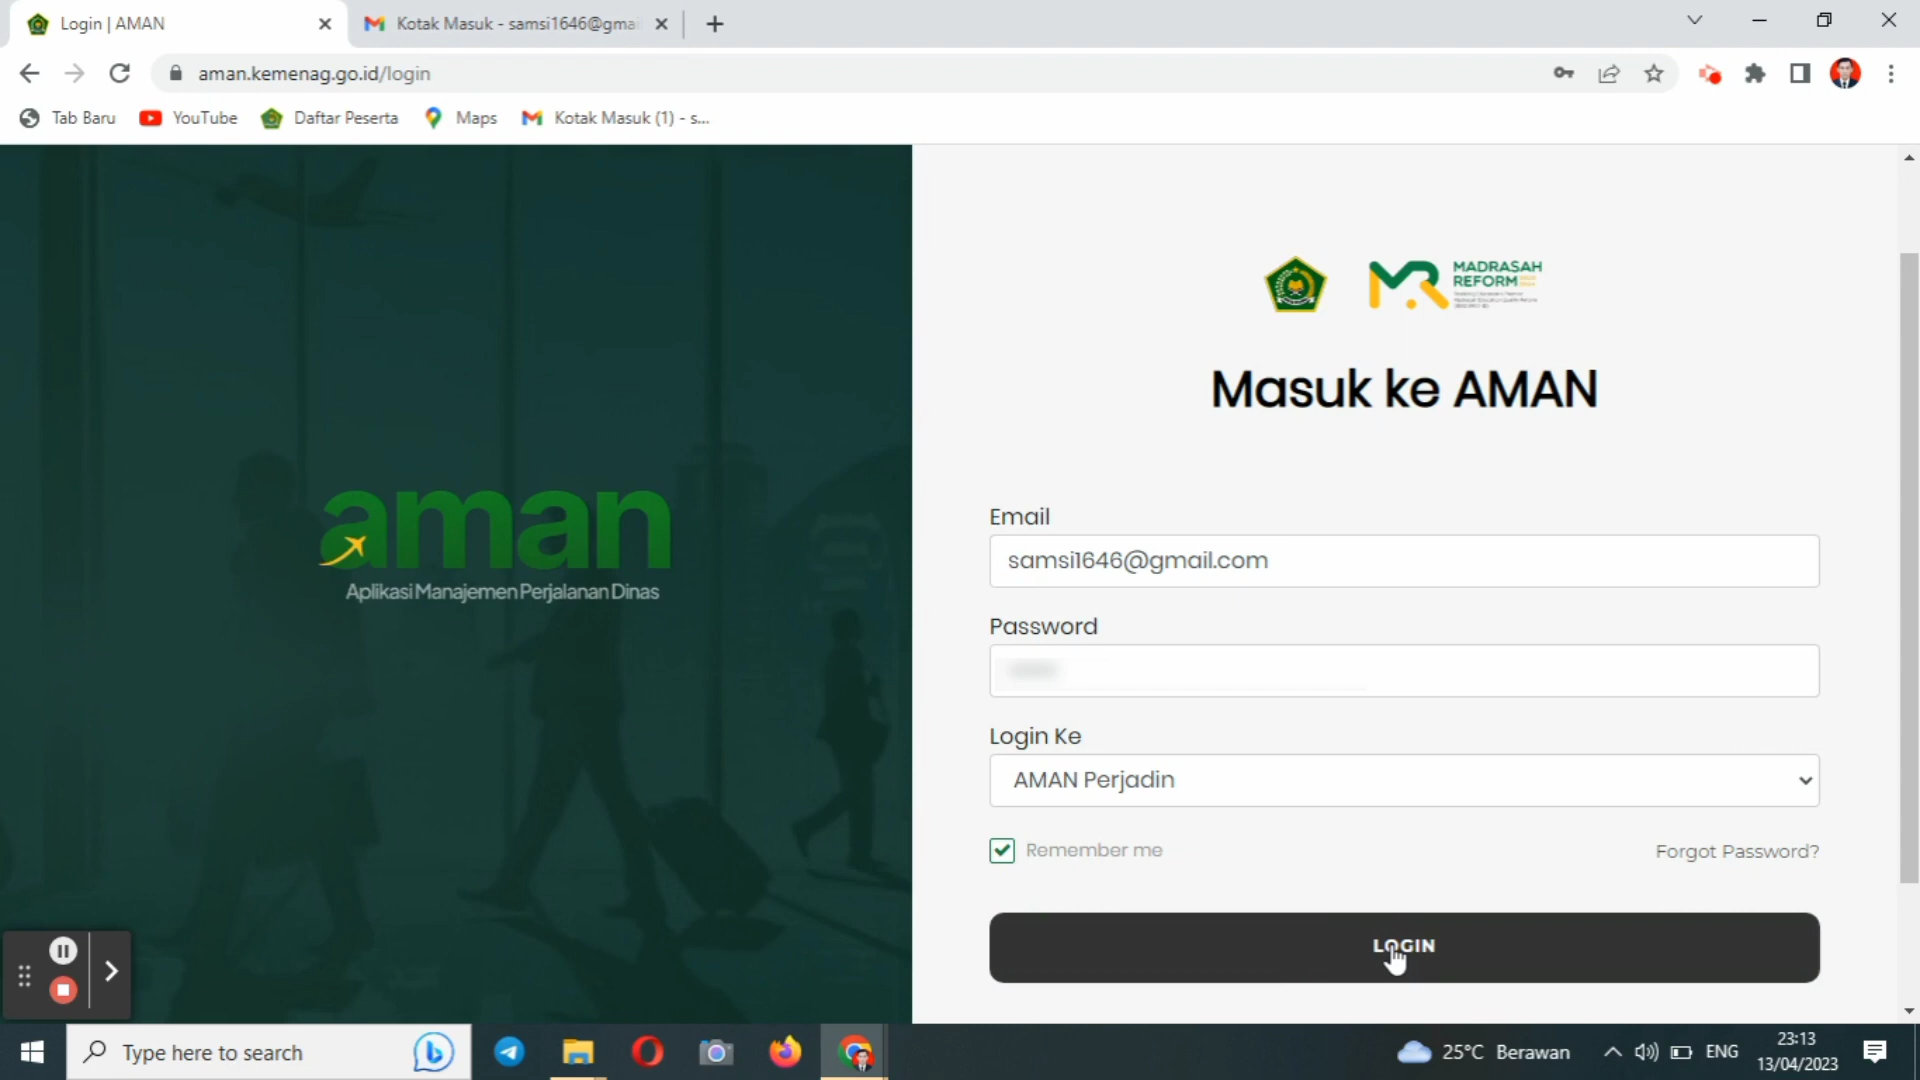 Login | AMAN
Kotak Masuk - samsi1646@gmai
aman.kemenag.go.id/login
Tab Baru
YouTube
Daftar Peserta
Maps
Kotak Masuk (1) - s...
MADRASAH
REFORM
Masuk ke AMAN
aman
Aplikasi Manajemen Perjalanan Dinas
Email
samsi1646@gmail.com
Password
Login Ke
AMAN Perjadin
Remember me
Forgot Password?
LOGIN
Type here to search
25°C Berawan
ENG
23:13
13/04/2023